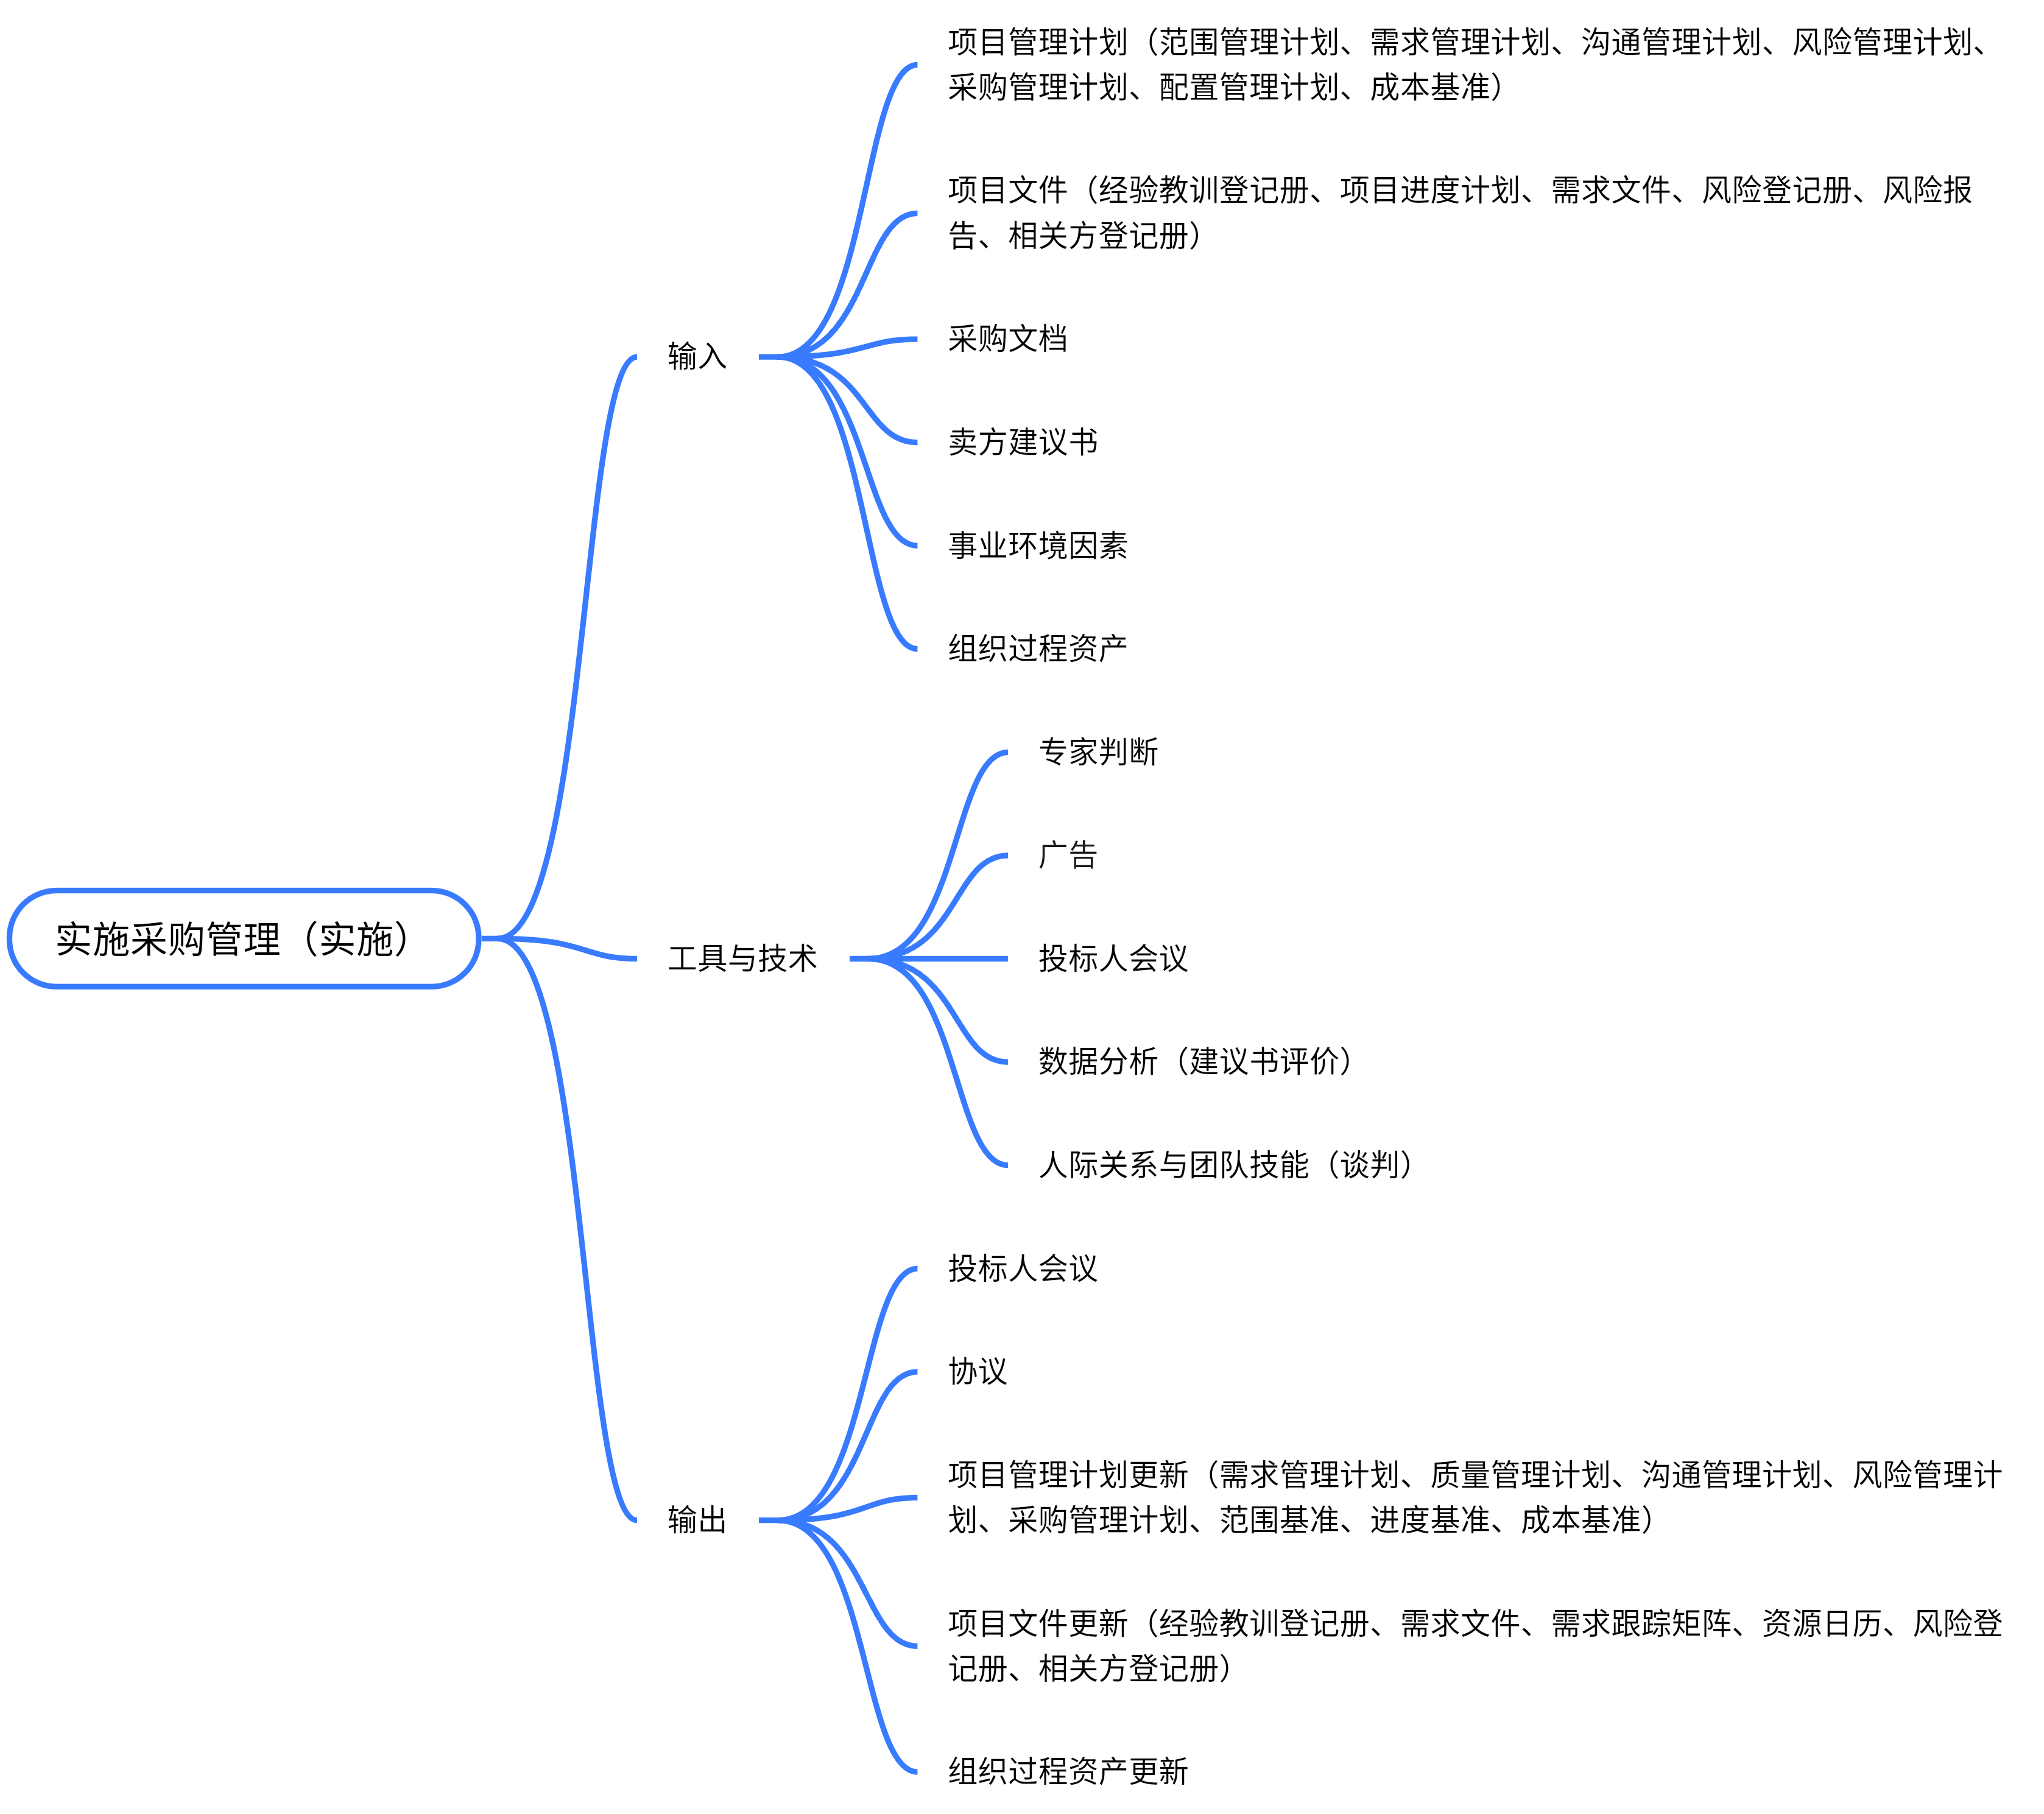 项目管理计划（范围管理计划、需求管理计划、沟通管理计划、风险管理计划、
采购管理计划、配置管理计划、成本基准）
项目文件（经验教训登记册、项目进度计划、需求文件、风险登记册、风险报
告、相关方登记册）
采购文档
输入
卖方建议书
事业环境因素
组织过程资产
专家判断
广告
实施采购管理（实施）
工具与技术
投标人会议
数据分析（建议书评价）
人际关系与团队技能（谈判）
投标人会议
协议
项目管理计划更新（需求管理计划、质量管理计划、沟通管理计划、风险管理计
划、采购管理计划、范围基准、进度基准、成本基准）
输出
项目文件更新（经验教训登记册、需求文件、需求跟踪矩阵、资源日历、风险登
记册、相关方登记册）
组织过程资产更新